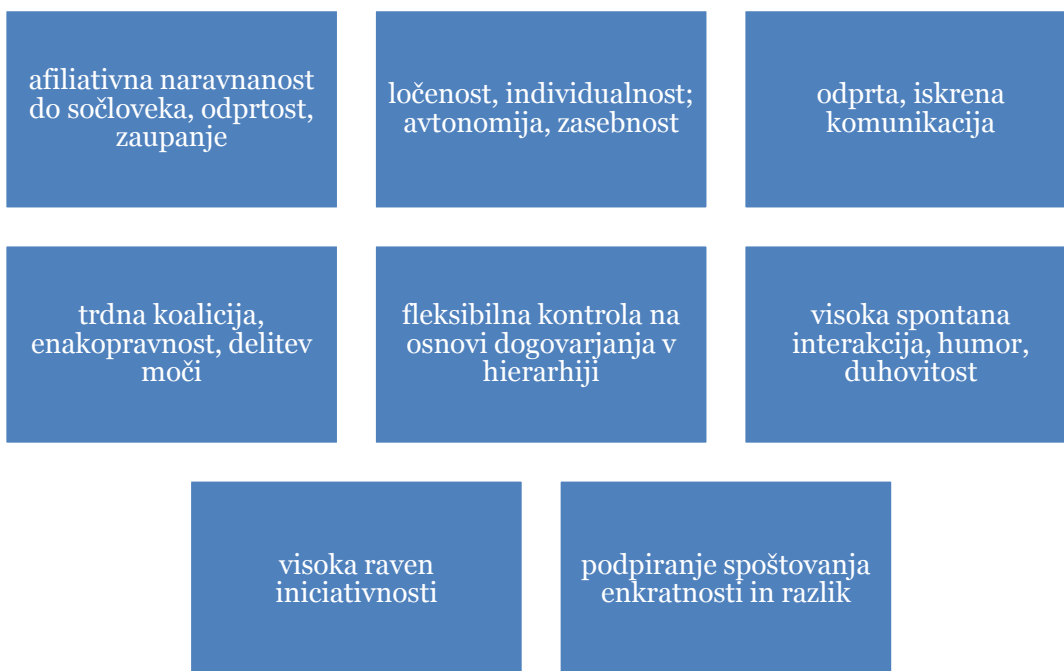 afiliativna naravnanost
do sočloveka, odprtost,
zaupanje
ločenost, individualnost;
avtonomija, zasebnost
odprta, iskrena
komunikacija
trdna koalicija,
enakopravnost, delitev
moči
fleksibilna kontrola na
osnovi dogovarjanja v
hierarhiji
visoka spontana
interakcija, humor,
duhovitost
visoka raven
iniciativnosti
podpiranje spoštovanja
enkratnosti in razlik